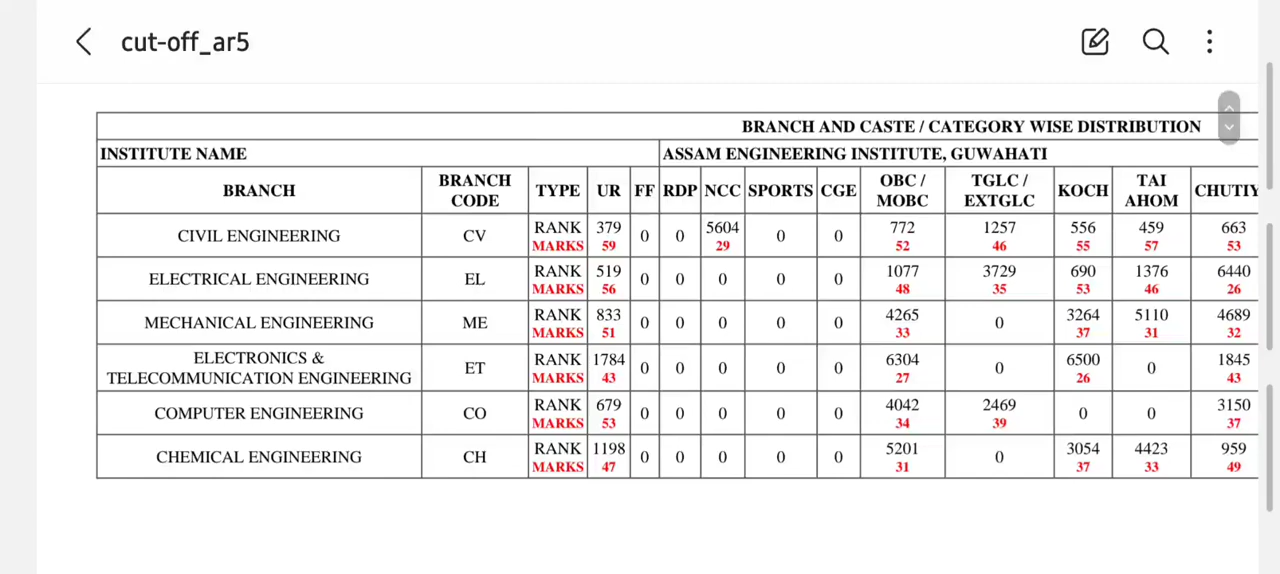 cut-off_ar5
BRANCH AND CASTE / CATEGORY WISE DISTRIBUTION
INSTITUTE NAME ASSAM ENGINEERING INSTITUTE, GUWAHATI
BRANCH BRANCH CODE TYPE UR FF RDP NCC SPORTS CGE OBC / MOBC TGLC / EXTGLC KOCH TAI AHOM CHUTIY
CIVIL ENGINEERING CV RANK 379 0 0 5604 0 0 772 1257 556 459 663
MARKS 59 29 52 46 55 57 53
ELECTRICAL ENGINEERING EL RANK 519 0 0 0 0 0 1077 3729 690 1376 6440
MARKS 56 48 35 53 46 26
MECHANICAL ENGINEERING ME RANK 833 0 0 0 0 0 4265 0 3264 5110 4689
MARKS 51 33 37 31 32
ELECTRONICS & TELECOMMUNICATION ENGINEERING ET RANK 1784 0 0 0 0 0 6304 0 6500 0 1845
MARKS 43 27 26 43
COMPUTER ENGINEERING CO RANK 679 0 0 0 0 0 4042 2469 0 0 3150
MARKS 53 34 39 37
CHEMICAL ENGINEERING CH RANK 1198 0 0 0 0 0 5201 0 3054 4423 959
MARKS 47 31 37 33 49